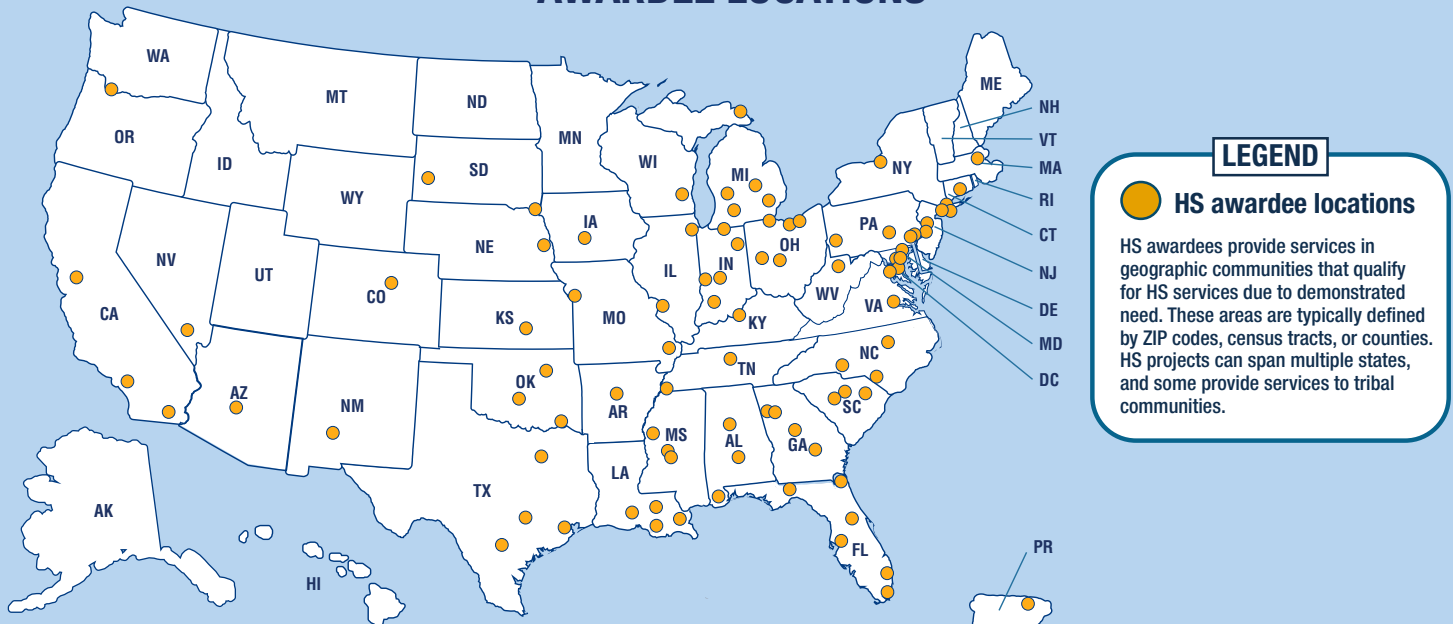 AWARDEE LOCATIONS
WA
MT
ND
MN
ME
OR
ID
SD
WI
MI
NY
NH
VT
MA
RI
CT
NJ
DE
MD
DC
WY
NE
IA
PA
NV
UT
CO
KS
MO
IL
IN
OH
WV
VA
KY
CA
AZ
NM
OK
AR
TN
NC
SC
MS
AL
GA
LA
TX
FL
AK
HI
PR
LEGEND
HS awardee locations
HS awardees provide services in
geographic communities that qualify
for HS services due to demonstrated
need. These areas are typically defined
by ZIP codes, census tracts, or counties.
HS projects can span multiple states,
and some provide services to tribal
communities.